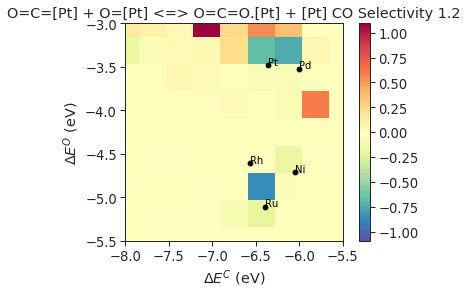 O=C=[Pt] + O=[Pt] <=> O=C=O.[Pt] + [Pt] CO Selectivity 1.2
−3.0
−3.5
−4.0
−4.5
−5.0
−5.5
ΔE^O (eV)
Pt
Pd
Rh
Ni
Ru
−8.0 −7.5 −7.0 −6.5 −6.0 −5.5
ΔE^C (eV)
1.00
0.75
0.50
0.25
0.00
−0.25
−0.50
−0.75
−1.00